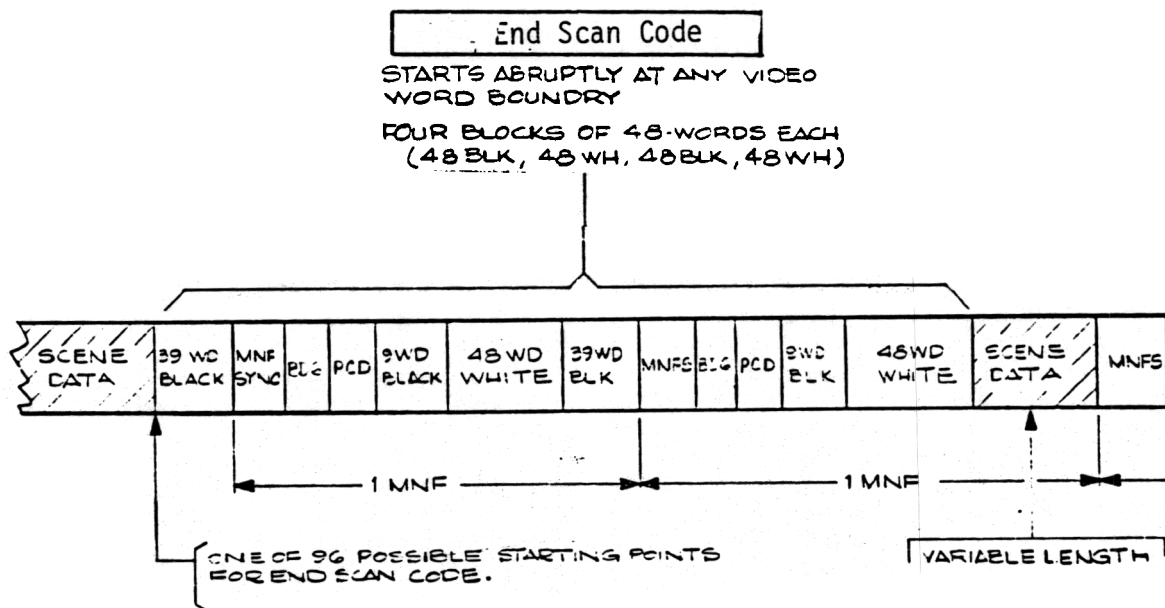 End Scan Code
STARTS ABRUPTLY AT ANY VIDEO
WORD BOUNDRY
FOUR BLOCKS OF 48-WORDS EACH
(48 BLK, 48 WH, 48 BLK, 48 WH)
SCENE
DATA
39 WD
BLACK
MNF
SYNC
PCD
9WD
BLACK
48 WD
WHITE
39WD
BLK
MNFS
PCD
9WD
BLK
48WD
WHITE
SCENE
DATA
MNFS
1 MNF
1 MNF
ONE OF 96 POSSIBLE STARTING POINTS
FOR END SCAN CODE.
VARIABLE LENGTH